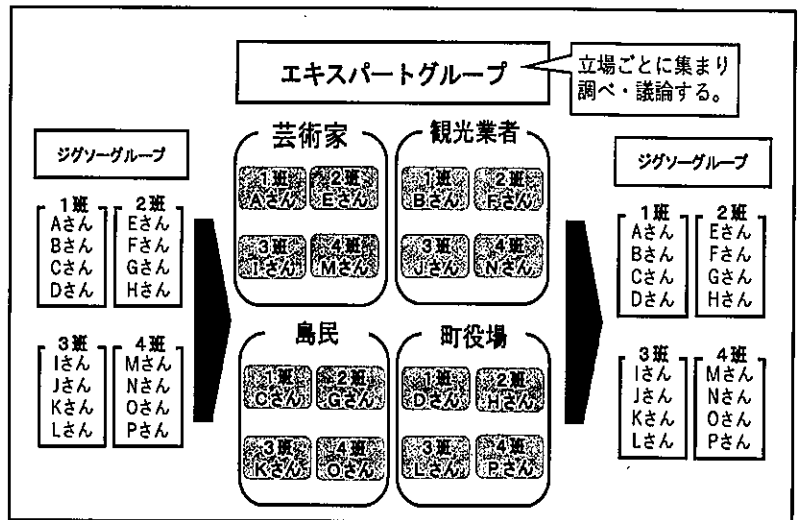 エキスパートグループ
立場ごとに集まり
調べ・議論する。
ジグソーグループ
1班
Aさん
Bさん
Cさん
Dさん
2班
Eさん
Fさん
Gさん
Hさん
3班
Iさん
Jさん
Kさん
Lさん
4班
Mさん
Nさん
Oさん
Pさん
芸術家
1班
Aさん
2班
Eさん
3班
Iさん
4班
Mさん
観光業者
1班
Bさん
2班
Fさん
3班
Jさん
4班
Nさん
島民
1班
Cさん
2班
Gさん
3班
Kさん
4班
Oさん
町役場
1班
Dさん
2班
Hさん
3班
Lさん
4班
Pさん
ジグソーグループ
1班
Aさん
Bさん
Cさん
Dさん
2班
Eさん
Fさん
Gさん
Hさん
3班
Iさん
Jさん
Kさん
Lさん
4班
Mさん
Nさん
Oさん
Pさん